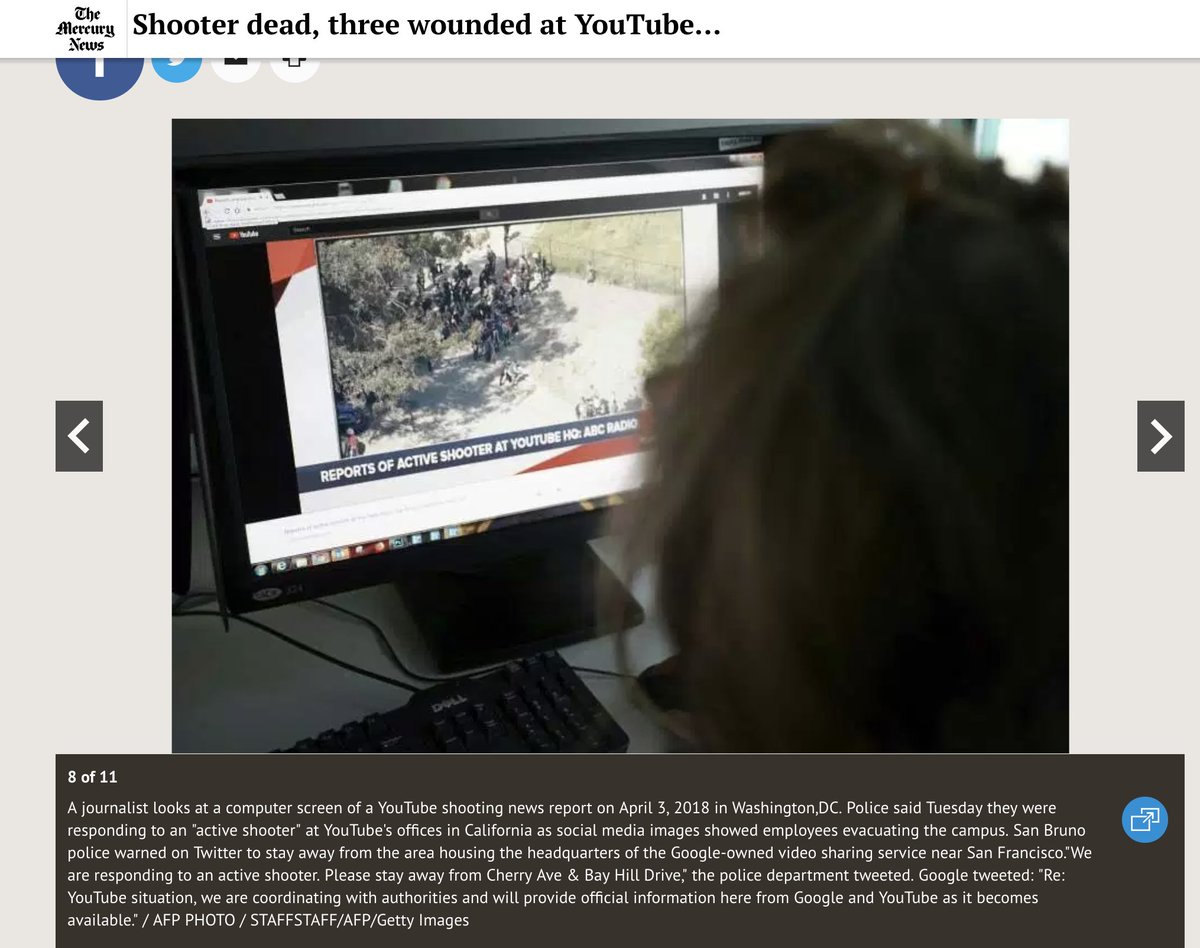 The
Mercury
News
Shooter dead, three wounded at YouTube...
YouTube
Search
REPORTS OF ACTIVE SHOOTER AT YOUTUBE HQ: ABC RADIO
DELL
8 of 11
A journalist looks at a computer screen of a YouTube shooting news report on April 3, 2018 in Washington,DC. Police said Tuesday they were
responding to an "active shooter" at YouTube's offices in California as social media images showed employees evacuating the campus. San Bruno
police warned on Twitter to stay away from the area housing the headquarters of the Google-owned video sharing service near San Francisco."We
are responding to an active shooter. Please stay away from Cherry Ave & Bay Hill Drive," the police department tweeted. Google tweeted: "Re:
YouTube situation, we are coordinating with authorities and will provide official information here from Google and YouTube as it becomes
available." / AFP PHOTO / STAFFSTAFF/AFP/Getty Images